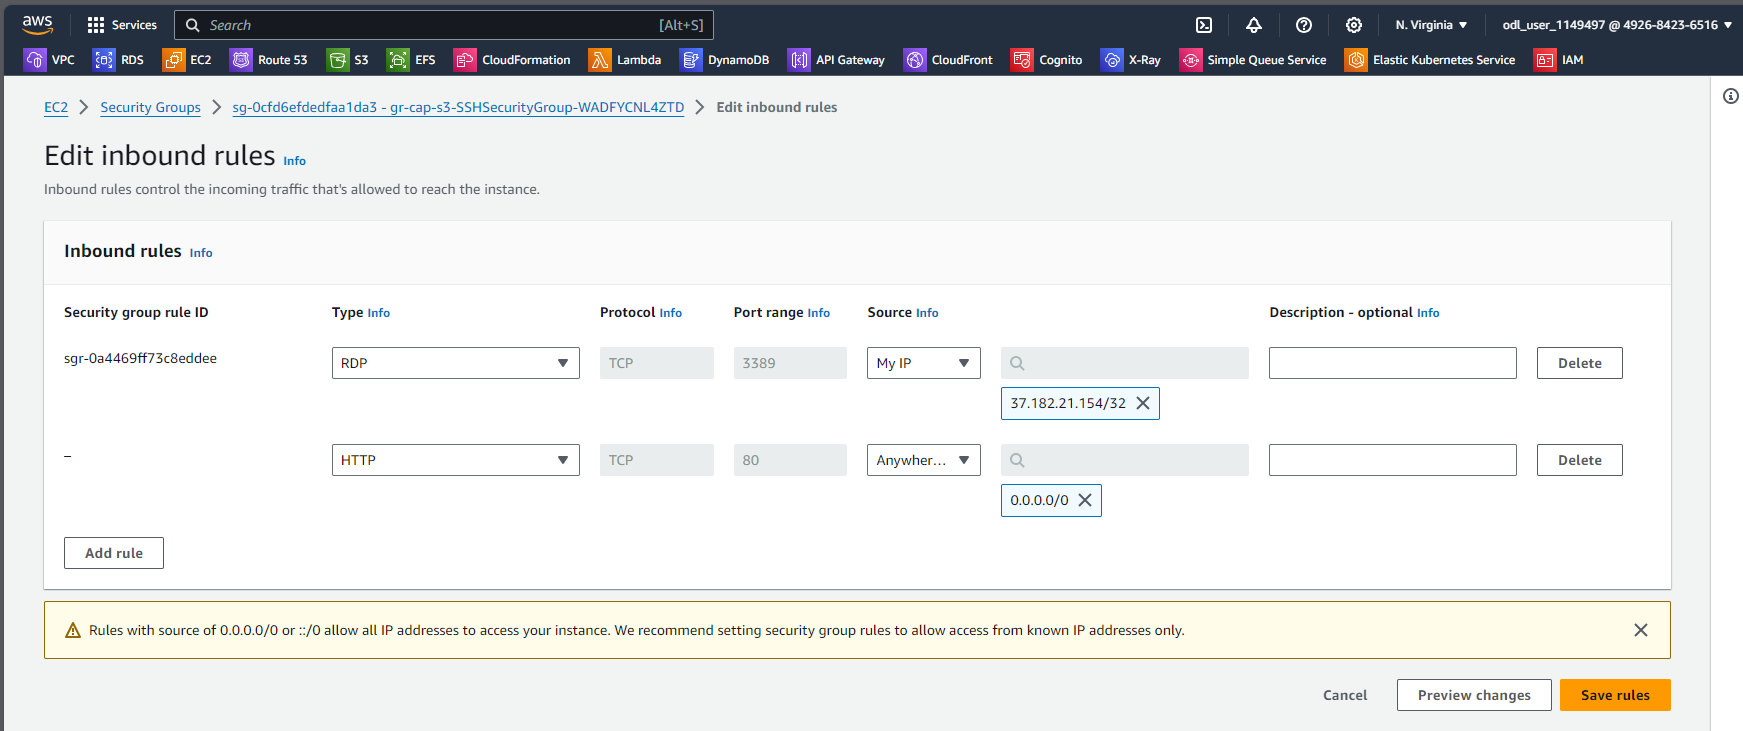 aws Services Search [Alt+S] N. Virginia odl_user_1149497 @ 4926-8423-6516
VPC RDS EC2 Route 53 S3 EFS CloudFormation Lambda DynamoDB API Gateway CloudFront Cognito X-Ray Simple Queue Service Elastic Kubernetes Service IAM
EC2 Security Groups sg-0cfd6efdedfaa1da3 - gr-cap-s3-SSHSecurityGroup-WADFYCNL4ZTD Edit inbound rules
Edit inbound rules Info
Inbound rules control the incoming traffic that's allowed to reach the instance.
Inbound rules Info
Security group rule ID Type Info Protocol Info Port range Info Source Info Description - optional Info
sgr-0a4469ff73c8eddee RDP TCP 3389 My IP Delete
37.182.21.154/32
– HTTP TCP 80 Anywher... Delete
0.0.0.0/0
Add rule
Rules with source of 0.0.0.0/0 or ::/0 allow all IP addresses to access your instance. We recommend setting security group rules to allow access from known IP addresses only.
Cancel Preview changes Save rules